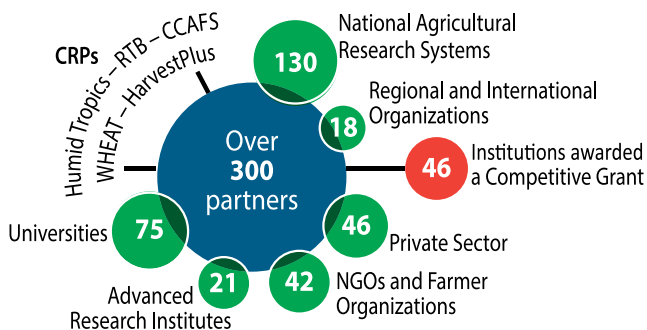 CRPs
Humid Tropics – RTB – CCAFS
WHEAT – HarvestPlus
Over
300
partners
130
National Agricultural
Research Systems
18
Regional and International
Organizations
46
Institutions awarded
a Competitive Grant
46
Private Sector
42
NGOs and Farmer
Organizations
21
Advanced
Research Institutes
75
Universities